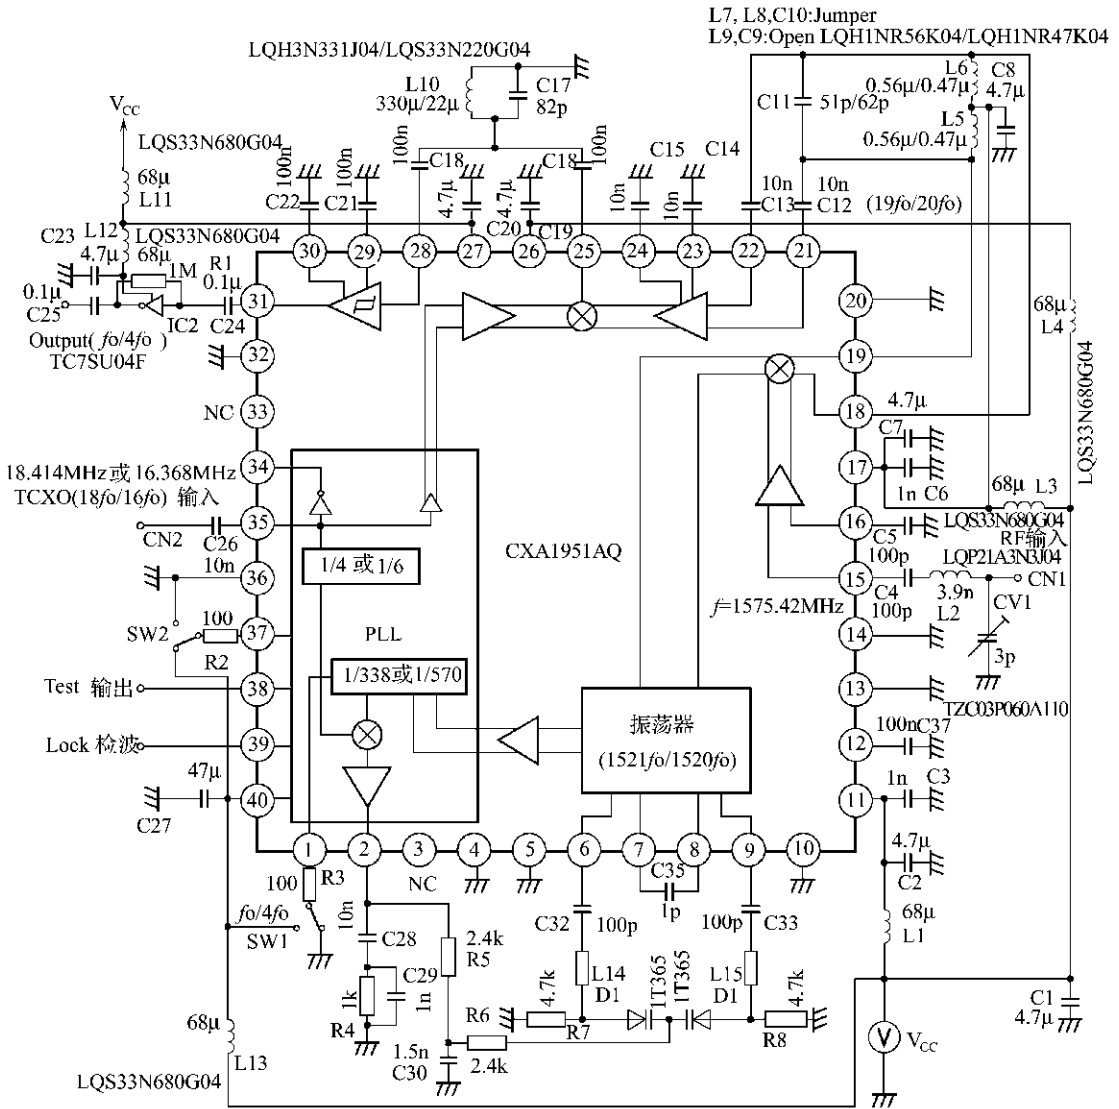 L7, L8,C10:Jumper
L9,C9:Open LQH1NR56K04/LQH1NR47K04
LQH3N331J04/LQS33N220G04
L10
330μ/22μ
C17
82p
C11
51p/62p
L6
0.56μ/0.47μ
C8
4.7μ
L5
0.56μ/0.47μ
VCC
LQS33N680G04
68μ
L11
100n
C22
100n
C21
100n
C18
4.7μ
C20
4.7μ
C19
C18
100n
C15
10n
C14
10n
10n
C13
10n
C12
(19fo/20fo)
C23
4.7μ
L12
LQS33N680G04
68μ
1M
R1
0.1μ
C24
0.1μ
C25
IC2
Output( fo/4fo )
TC7SU04F
30
29
28
27
26
25
24
23
22
21
31
32
NC
33
34
35
36
37
38
39
40
20
19
18
17
16
15
14
13
12
11
68μ
L4
LQS33N680G04
4.7μ
C7
1n C6
68μ L3
LQS33N680G04
RF输入
LQP21A3N3J04
C5
100p
C4
100p
3.9n
L2
CN1
CV1
3p
TZC03P060A110
18.414MHz或16.368MHz
TCXO(18fo/16fo) 输入
CN2
C26
10n
CXA1951AQ
1/4 或 1/6
f=1575.42MHz
SW2
100
R2
PLL
1/338或1/570
Test 输出
Lock 检波
振荡器
(1521fo/1520fo)
100n
C37
1n
C3
47μ
C27
4.7μ
C2
68μ
L1
1
2
3
4
5
6
7
8
9
10
NC
100
R3
fo/4fo
SW1
10n
C28
C29
1n
1k
R4
2.4k
R5
C35
1p
C32
100p
100p
C33
L14
D1
1T365
1T365
L15
D1
4.7k
R7
4.7k
R8
R6
2.4k
1.5n
C30
68μ
L13
LQS33N680G04
C1
4.7μ
V
VCC